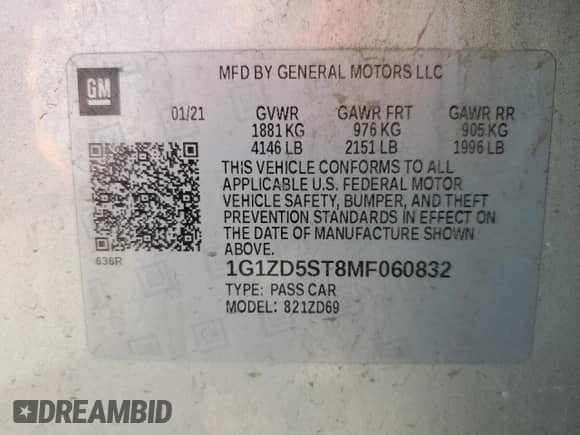 MFD BY GENERAL MOTORS LLC
GM
01/21 GVWR GAWR FRT GAWR RR
1881 KG 976 KG 905 KG
4146 LB 2151 LB 1996 LB
THIS VEHICLE CONFORMS TO ALL
APPLICABLE U.S. FEDERAL MOTOR
VEHICLE SAFETY, BUMPER, AND THEFT
PREVENTION STANDARDS IN EFFECT ON
THE DATE OF MANUFACTURE SHOWN
ABOVE.
636R
1G1ZD5ST8MF060832
TYPE: PASS CAR
MODEL: 821ZD69
DREAMBID